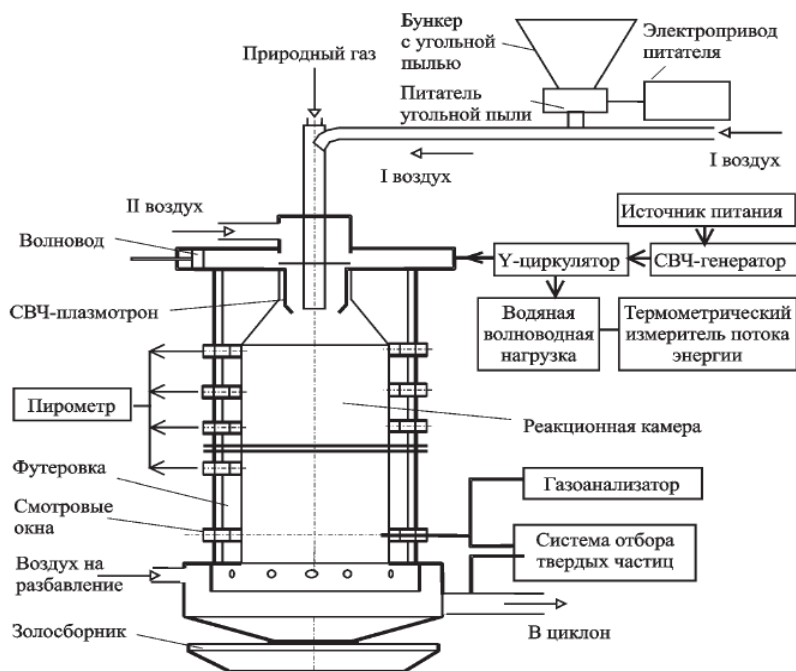 Бункер
с угольной
пылью
Электропривод
питателя
Природный газ
Питатель
угольной пыли
I воздух
I воздух
II воздух
Источник питания
Волновод
Y-циркулятор
СВЧ-генератор
СВЧ-плазмотрон
Водяная
волноводная
нагрузка
Термометрический
измеритель потока
энергии
Пирометр
Реакционная камера
Футеровка
Газоанализатор
Смотровые
окна
Система отбора
твердых частиц
Воздух на
разбавление
В циклон
Золосборник